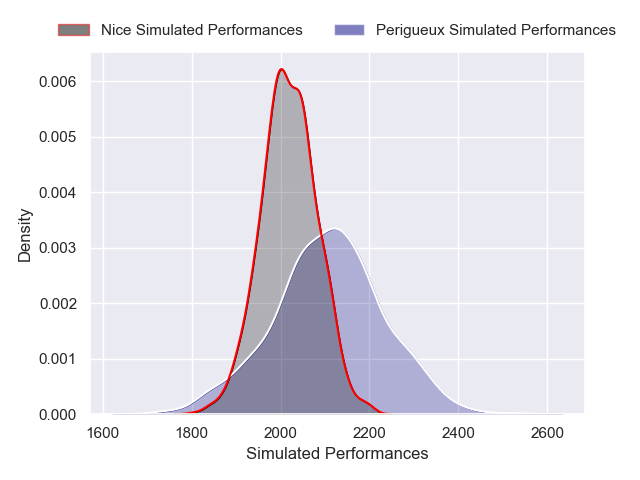 Nice Simulated Performances Perigueux Simulated Performances
0.006
0.005
0.004
0.003
0.002
0.001
0.000
Density
1600 1800 2000 2200 2400 2600
Simulated Performances